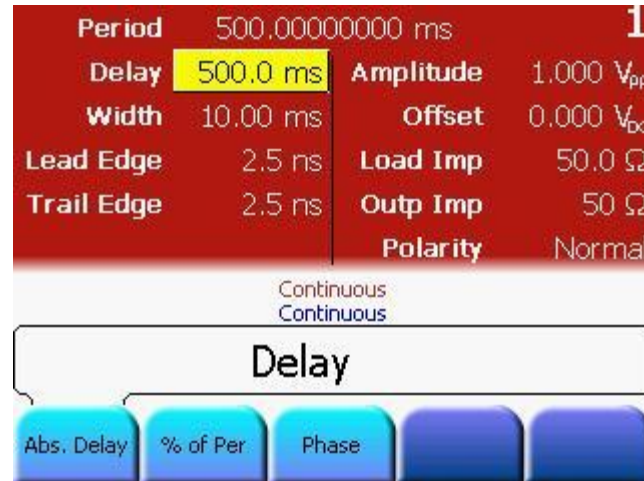 Period 500.00000000 ms 1
Delay 500.0 ms Amplitude 1.000 Vpp
Width 10.00 ms Offset 0.000 VDC
Lead Edge 2.5 ns Load Imp 50.0 Ω
Trail Edge 2.5 ns Outp Imp 50 Ω
Polarity Norma
Continuous
Continuous
Delay
Abs. Delay % of Per Phase